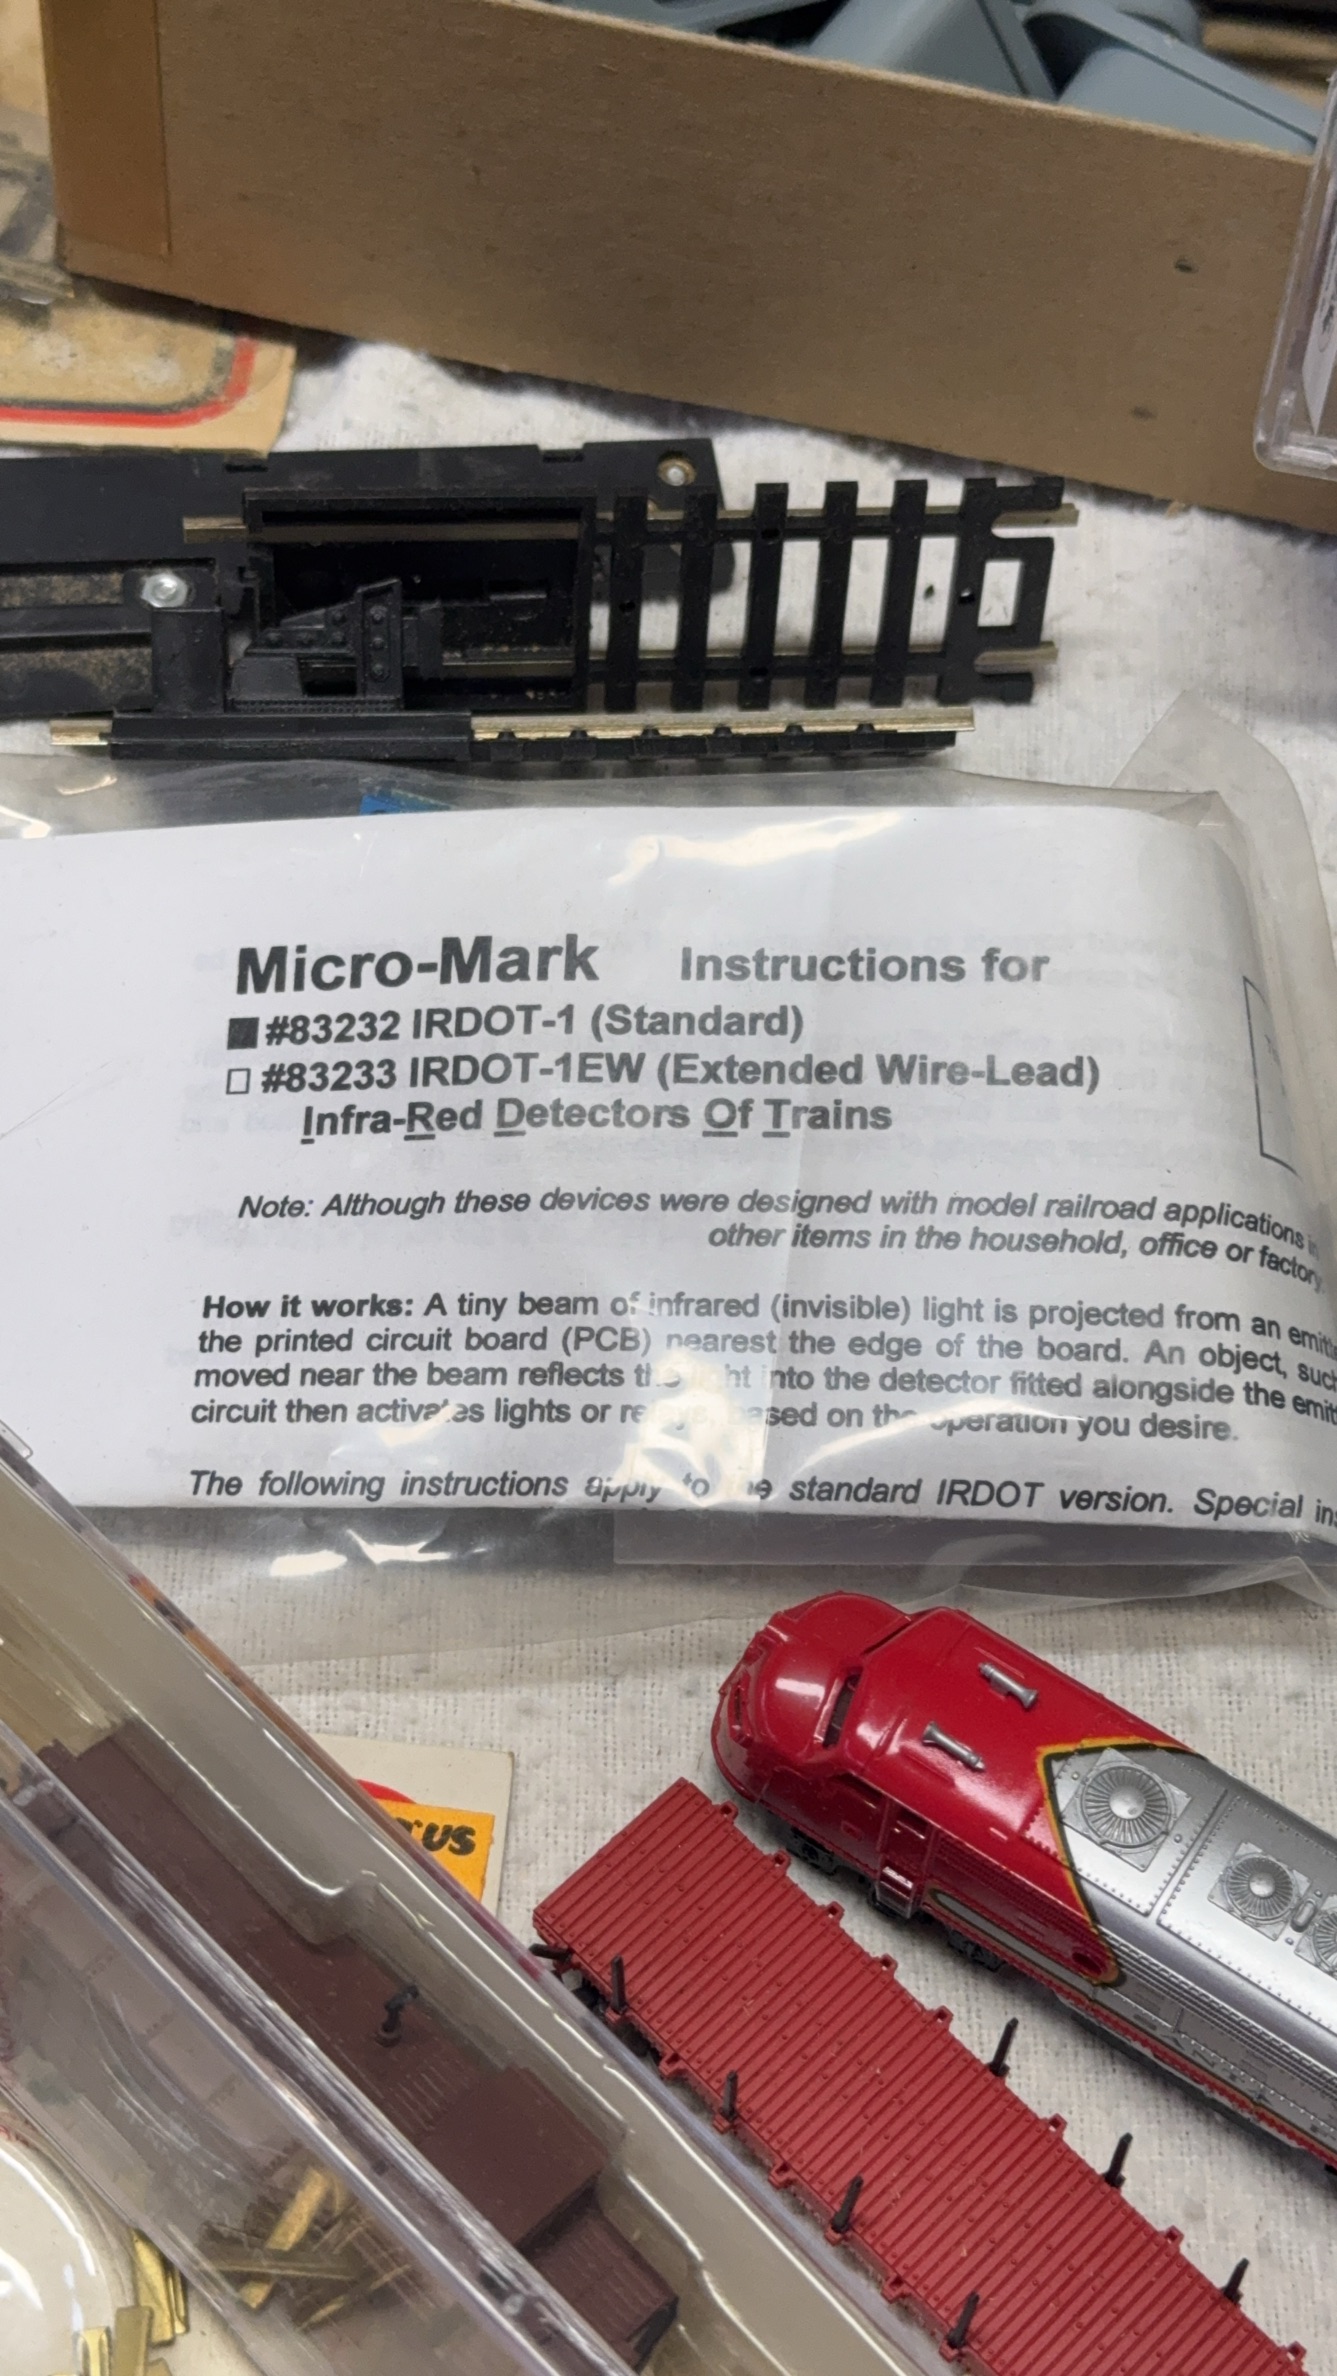 Micro-Mark Instructions for
■ #83232 IRDOT-1 (Standard)
□ #83233 IRDOT-1EW (Extended Wire-Lead)
Infra-Red Detectors Of Trains
Note: Although these devices were designed with model railroad applications
other items in the household, office or factory
How it works: A tiny beam of infrared (invisible) light is projected from an
the printed circuit board (PCB) nearest the edge of the board. An object, such
moved near the beam reflects the into the detector fitted alongside the
circuit then activates lights or based on the operation you desire.
The following instructions apply to standard IRDOT version. Special